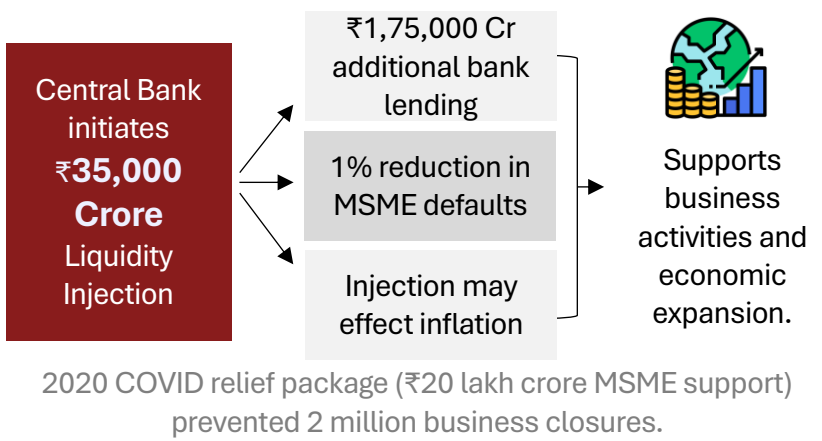 Central Bank
initiates
₹35,000
Crore
Liquidity
Injection
₹1,75,000 Cr
additional bank
lending
1% reduction in
MSME defaults
Injection may
effect inflation
Supports
business
activities and
economic
expansion.
2020 COVID relief package (₹20 lakh crore MSME support)
prevented 2 million business closures.